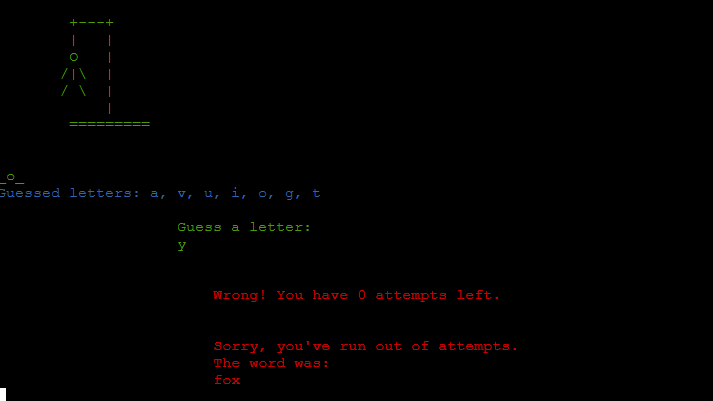 +---+
|   |
o   |
/|\  |
/ \  |
|
=========
_o_
Guessed letters: a, v, u, i, o, g, t
Guess a letter:
y
Wrong! You have 0 attempts left.
Sorry, you've run out of attempts.
The word was:
fox